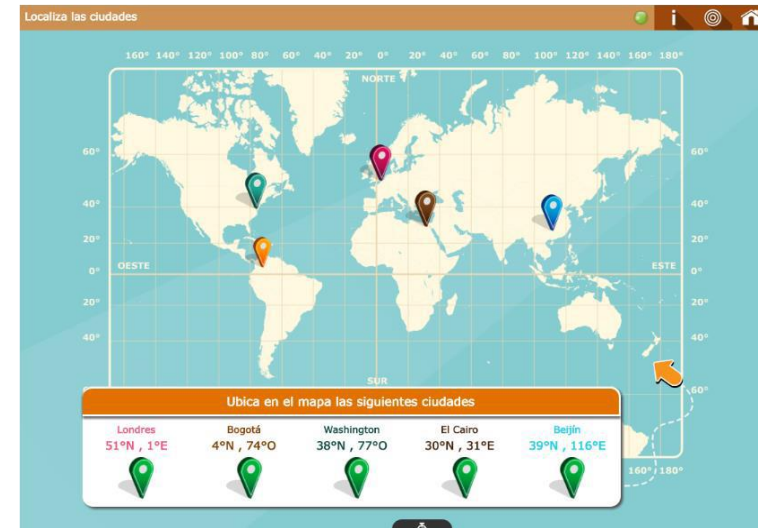 Localiza las ciudades
i
160° 140° 120° 100° 80° 60° 40° 20° 0° 20° 40° 60° 80° 100° 120° 140° 160° 180°
NORTE
60° 60°
40° 40°
20° 20°
OESTE ESTE
0° 0°
20° 20°
40° 40°
SUR
60°
Ubica en el mapa las siguientes ciudades
Londres Bogotá Washington El Cairo Beijín
51°N , 1°E 4°N , 74°O 38°N , 77°O 30°N , 31°E 39°N , 116°E
160° 180°